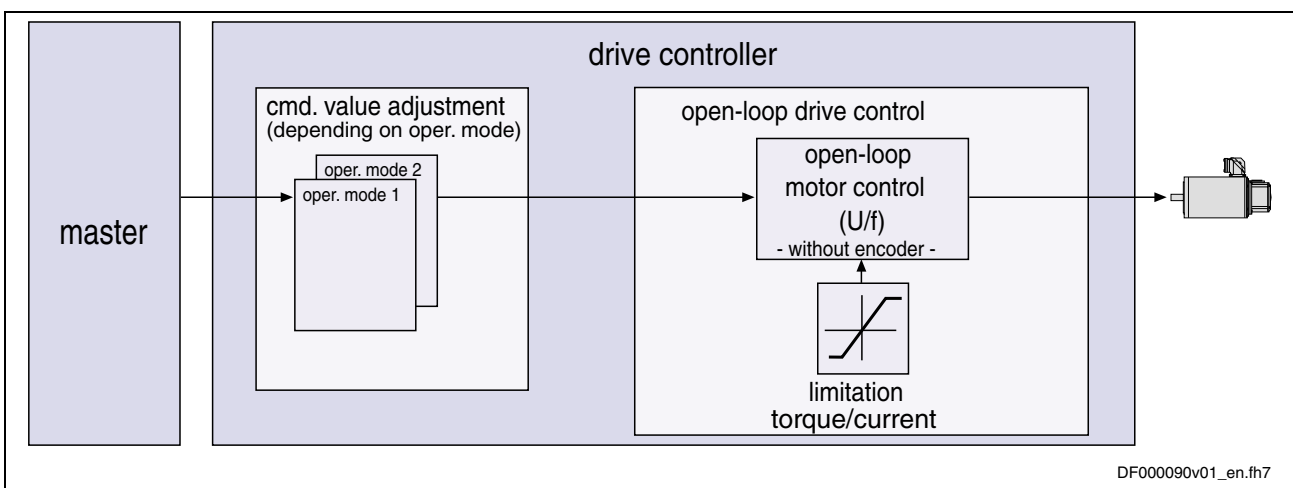 drive controller
master
cmd. value adjustment
(depending on oper. mode)
oper. mode 2
oper. mode 1
open-loop drive control
open-loop
motor control
(U/f)
- without encoder -
limitation
torque/current
DF000090v01_en.fh7